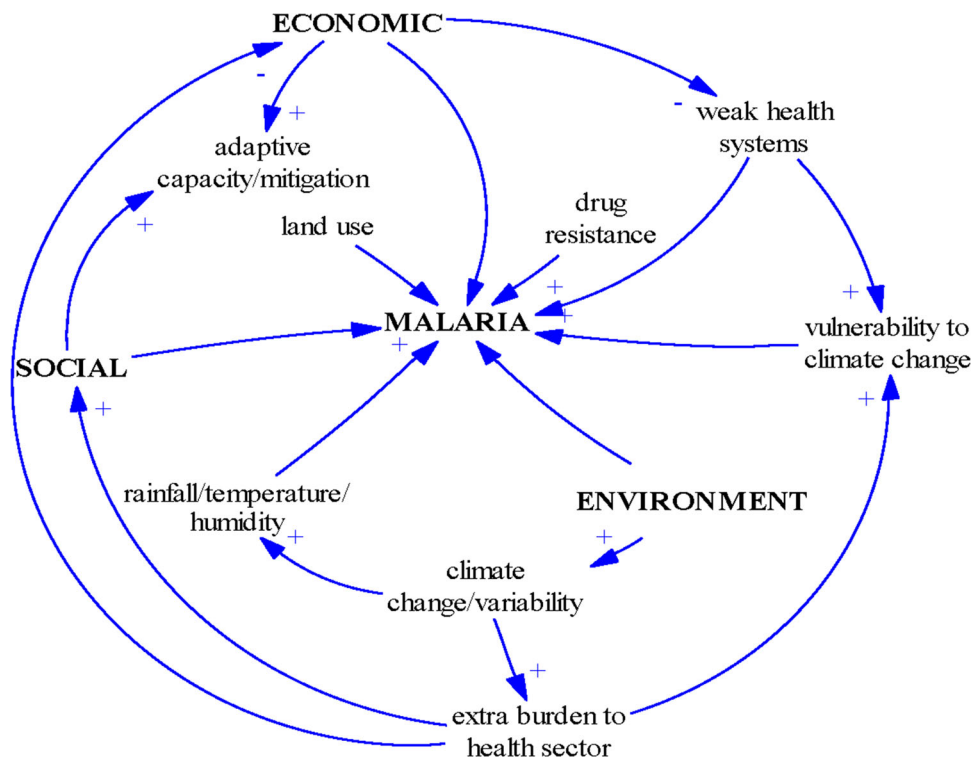 ECONOMIC
-
+
-
weak health
systems
adaptive
capacity/mitigation
+
land use
drug
resistance
+
+
+
MALARIA
+
vulnerability to
climate change
SOCIAL
+
+
rainfall/temperature/
humidity
+
ENVIRONMENT
+
climate
change/variability
+
extra burden to
health sector